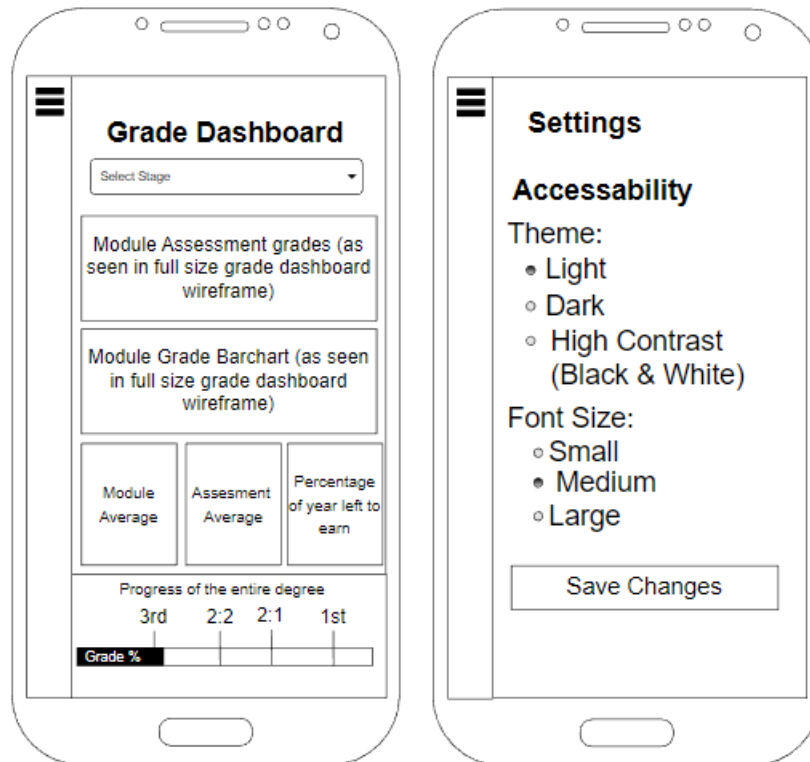 Grade Dashboard
Select Stage
Module Assessment grades (as
seen in full size grade dashboard
wireframe)
Module Grade Barchart (as seen
in full size grade dashboard
wireframe)
Module
Average
Assesment
Average
Percentage
of year left to
earn
Progress of the entire degree
3rd 2:2 2:1 1st
Grade %
Settings
Accessability
Theme:
Light
Dark
High Contrast
(Black & White)
Font Size:
Small
Medium
Large
Save Changes